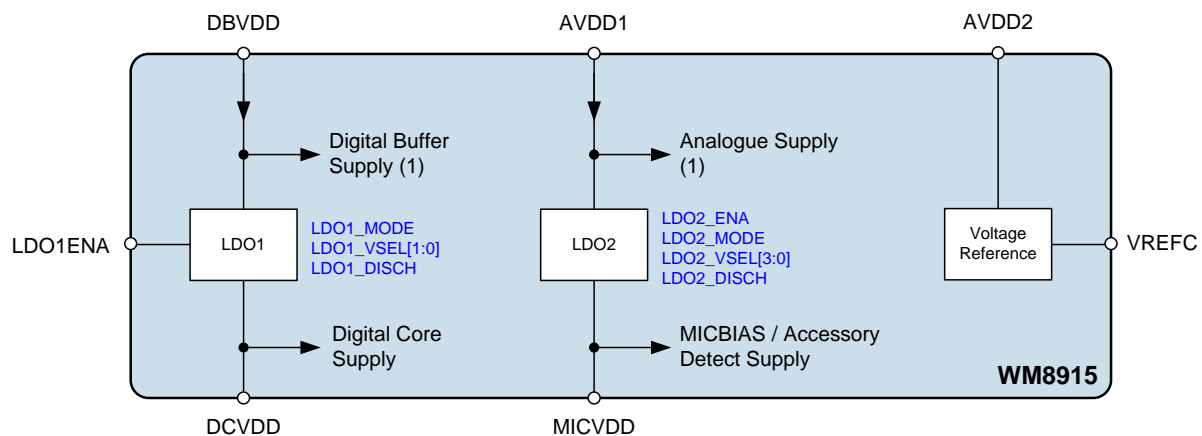 DBVDD
AVDD1
AVDD2
Digital Buffer
Supply (1)
Analogue Supply
(1)
LDO1ENA
LDO1
LDO1_MODE
LDO1_VSEL[1:0]
LDO1_DISCH
LDO2
LDO2_ENA
LDO2_MODE
LDO2_VSEL[3:0]
LDO2_DISCH
Voltage
Reference
VREFC
Digital Core
Supply
MICBIAS / Accessory
Detect Supply
WM8915
DCVDD
MICVDD